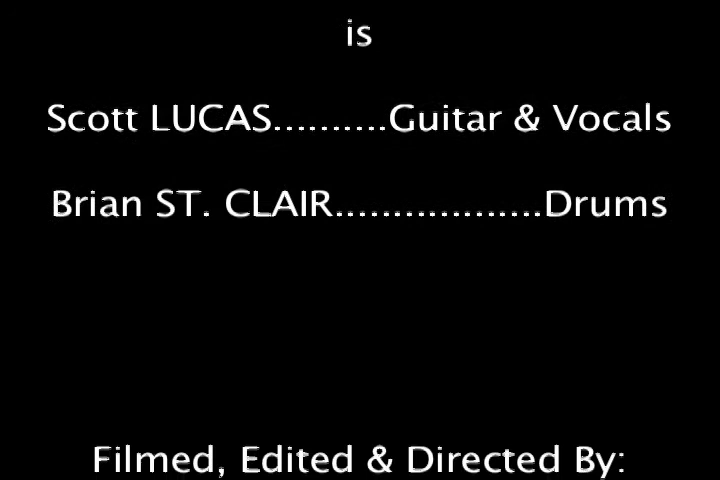 is
Scott LUCAS..........Guitar & Vocals
Brian ST. CLAIR..................Drums
Filmed, Edited & Directed By: